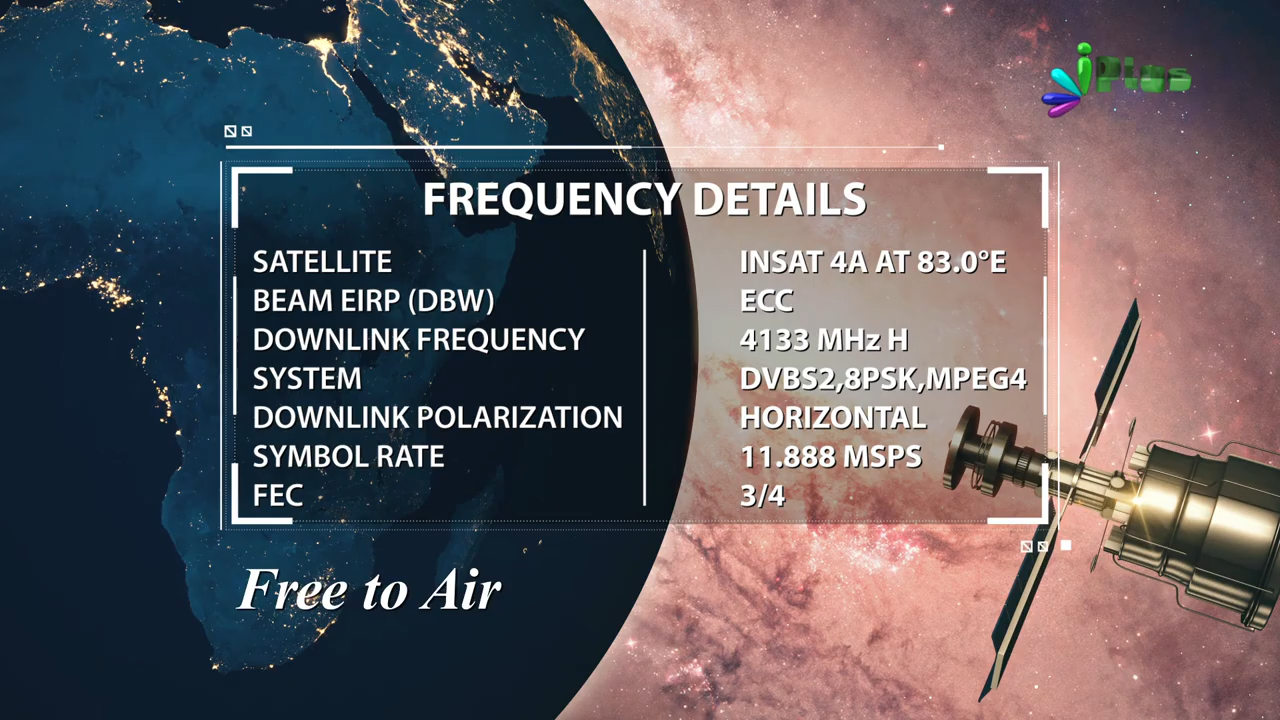 iPlus
FREQUENCY DETAILS
SATELLITE INSAT 4A AT 83.0°E
BEAM EIRP (DBW) ECC
DOWNLINK FREQUENCY 4133 MHz H
SYSTEM DVBS2,8PSK,MPEG4
DOWNLINK POLARIZATION HORIZONTAL
SYMBOL RATE 11.888 MSPS
FEC 3/4
Free to Air